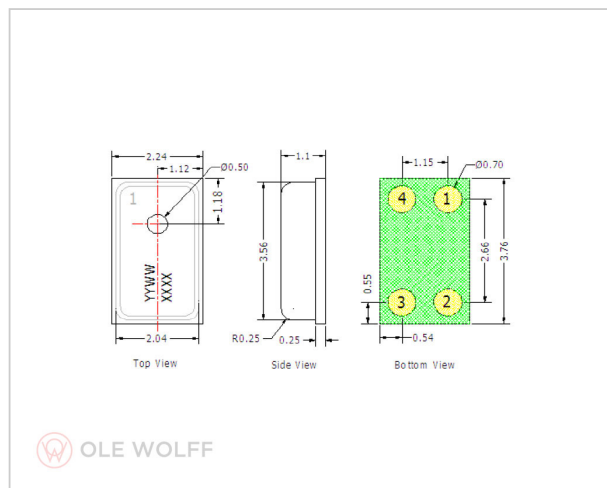 2.24
1.12
Ø0.50
1.18
1
YYWW
XXXX
2.04
Top View
1.1
3.56
R0.25
0.25
Side View
1.15
Ø0.70
4
1
2.66
3.76
0.55
3
2
0.54
Bottom View
OLE WOLFF